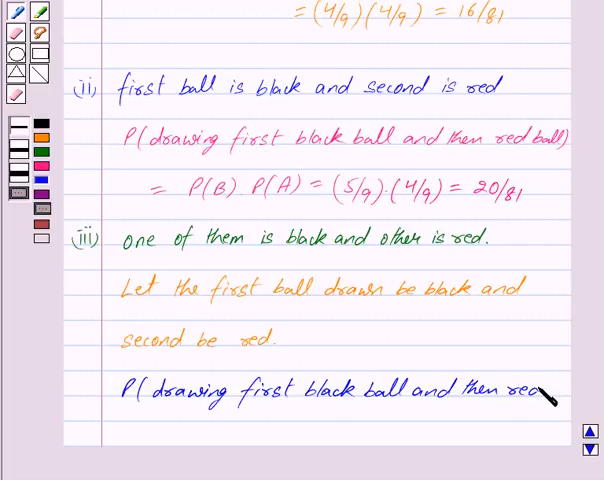 = (4/9) (4/9) = 16/81
(ii) first ball is black and second is red
P( drawing first black ball and then red ball)
= P(B) P(A) = (5/9)·(4/9) = 20/81
(iii) one of them is black and other is red.
Let the first ball drawn be black and
second be red.
P( drawing first black ball and then red